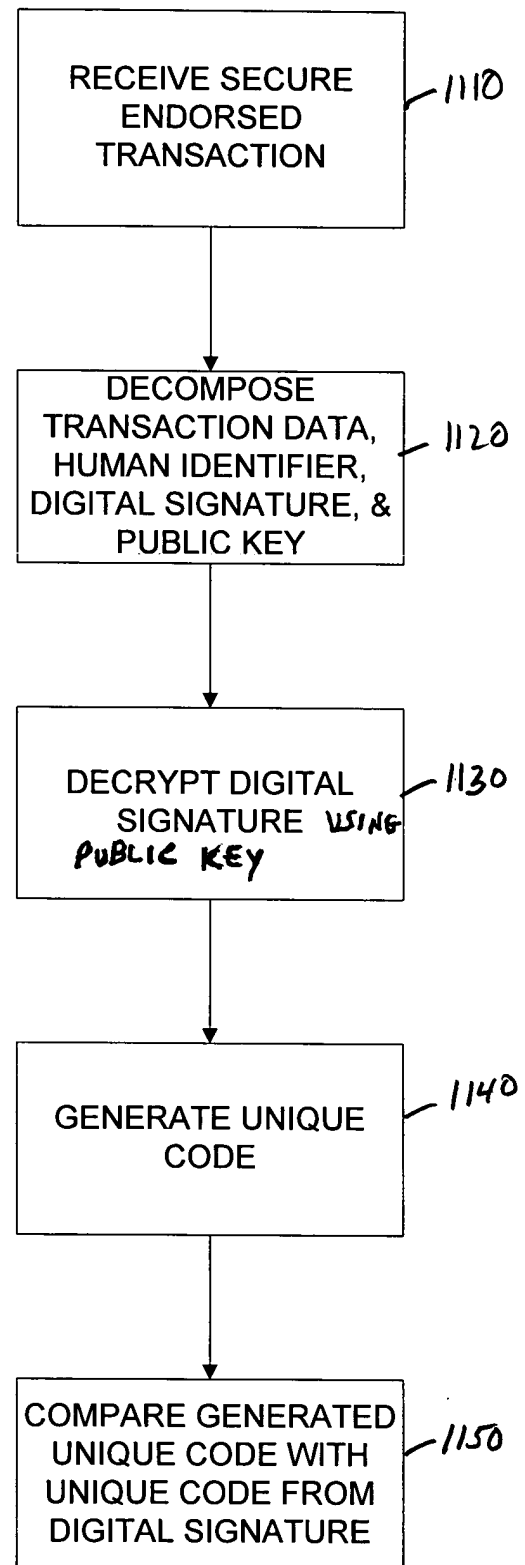 RECEIVE SECURE
ENDORSED
TRANSACTION
1110
DECOMPOSE
TRANSACTION DATA,
HUMAN IDENTIFIER,
DIGITAL SIGNATURE, &
PUBLIC KEY
1120
DECRYPT DIGITAL
SIGNATURE USING
PUBLIC KEY
1130
GENERATE UNIQUE
CODE
1140
COMPARE GENERATED
UNIQUE CODE WITH
UNIQUE CODE FROM
DIGITAL SIGNATURE
1150